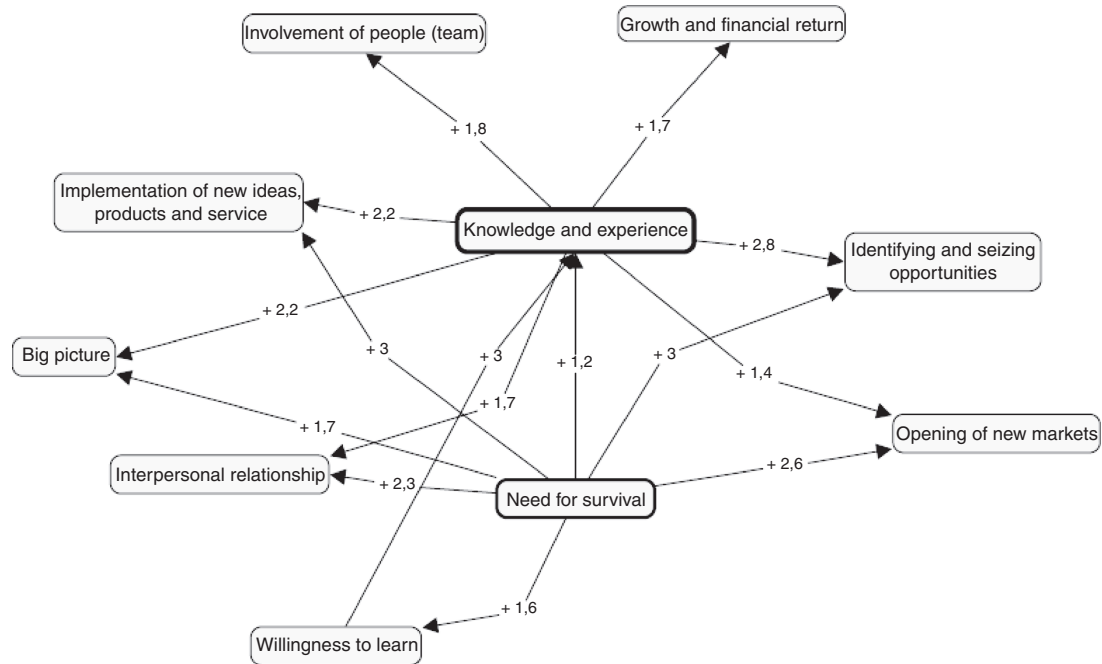 Involvement of people (team)
Growth and financial return
+ 1,8
+ 1,7
Implementation of new ideas,
products and service
+ 2,2
Knowledge and experience
+ 2,8
Identifying and seizing
opportunities
+ 2,2
Big picture
+ 3
+ 3
+ 1,2
+ 3
+ 1,4
+ 1,7
+ 1,7
Opening of new markets
Interpersonal relationship
+ 2,3
Need for survival
+ 2,6
+ 1,6
Willingness to learn